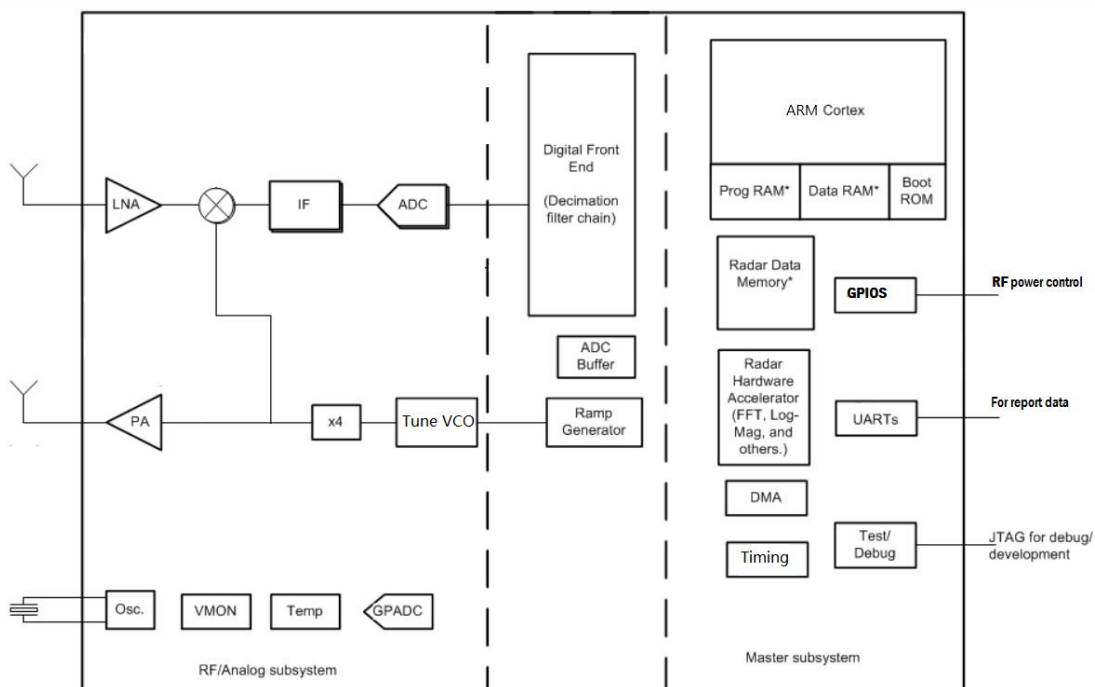 ARM Cortex
Prog RAM*
Data RAM*
Boot
ROM
Digital Front
End
(Decimation
filter chain)
LNA
IF
ADC
Radar Data
Memory*
GPIOS
RF power control
ADC
Buffer
Radar
Hardware
Accelerator
(FFT, Log-
Mag, and
others.)
UARTs
For report data
PA
x4
Tune VCO
Ramp
Generator
DMA
Test/
Debug
JTAG for debug/
development
Timing
Osc.
VMON
Temp
GPADC
RF/Analog subsystem
Master subsystem